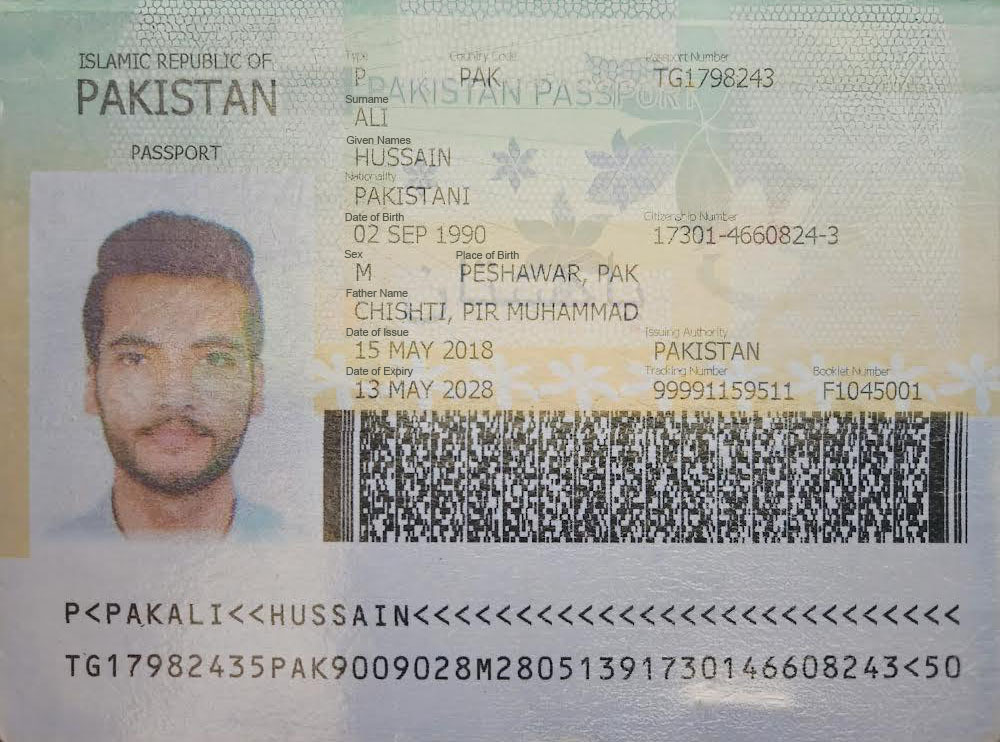 ISLAMIC REPUBLIC OF
PAKISTAN
PASSPORT
Type Country Code Passport Number
P PAK TG1798243
PAKISTAN PASSPORT
Surname
ALI
Given Names
HUSSAIN
Nationality
PAKISTANI
Date of Birth Citizenship Number
02 SEP 1990 17301-4660824-3
Sex Place of Birth
M PESHAWAR, PAK
Father Name
CHISHTI, PIR MUHAMMAD
Date of Issue Issuing Authority
15 MAY 2018 PAKISTAN
Date of Expiry Tracking Number Booklet Number
13 MAY 2028 99991159511 F1045001
P<PAKALI<<HUSSAIN<<<<<<<<<<<<<<<<<<<<<<<<<<<
TG17982435PAK9009028M28051391730146608243<50